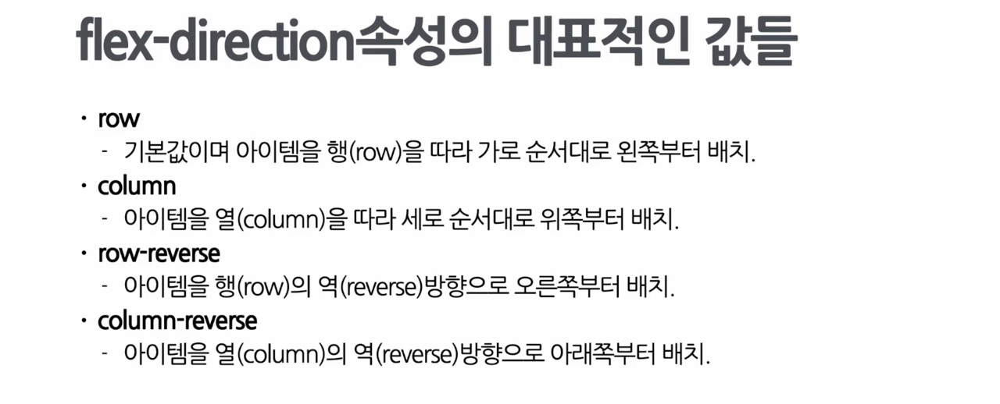 flex-direction속성의 대표적인 값들
· row
- 기본값이며 아이템을 행(row)을 따라 가로 순서대로 왼쪽부터 배치.
· column
- 아이템을 열(column)을 따라 세로 순서대로 위쪽부터 배치.
· row-reverse
- 아이템을 행(row)의 역(reverse)방향으로 오른쪽부터 배치.
· column-reverse
- 아이템을 열(column)의 역(reverse)방향으로 아래쪽부터 배치.